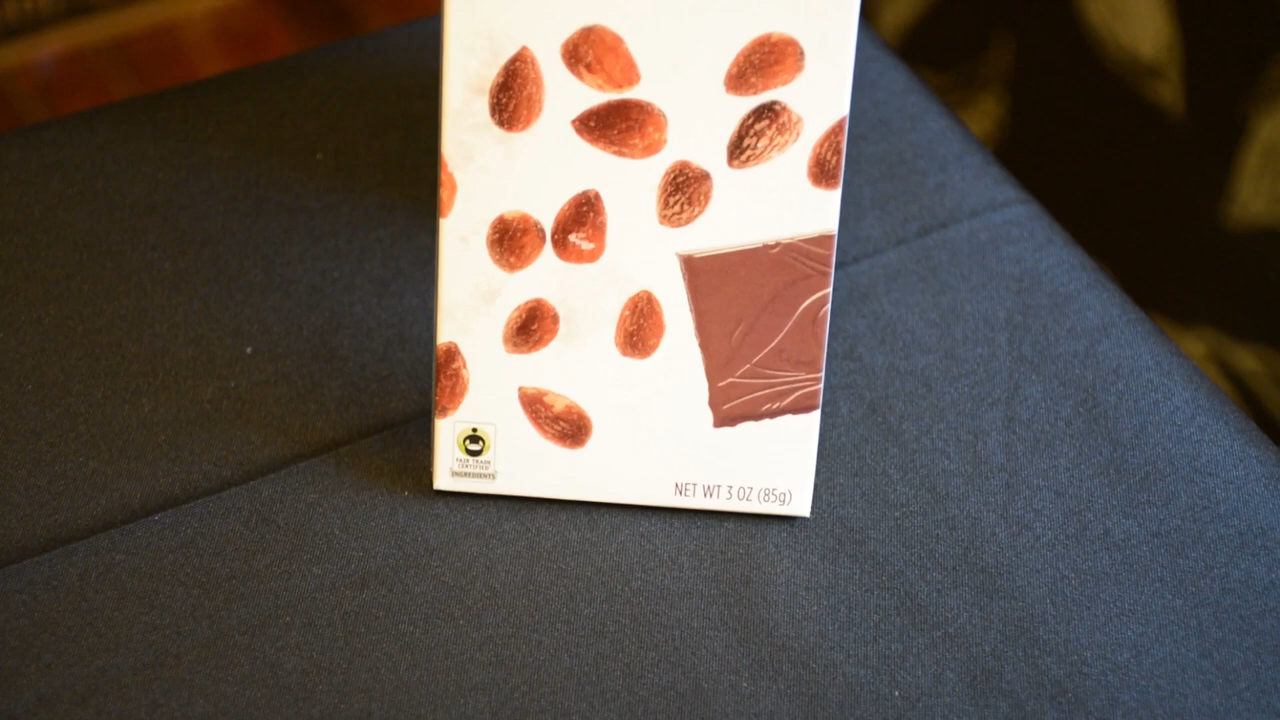 FAIR TRADE
CERTIFIED
INGREDIENTS
NET WT 3 OZ (85g)